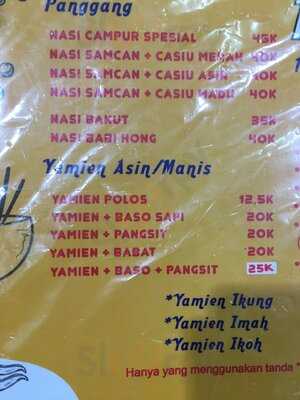 Panggang
NASI CAMPUR SPESIAL 45K
NASI SAMCAN + CASIU MERAH 40K
NASI SAMCAN + CASIU ASIN 40K
NASI SAMCAN + CASIU MADU 40K
NASI BAKUT 35K
NASI BABI HONG 40K
Yamien Asin/Manis
YAMIEN POLOS 12,5K
YAMIEN + BASO SAPI 20K
YAMIEN + PANGSIT 20K
YAMIEN + BABAT 20K
YAMIEN + BASO + PANGSIT 25K
*Yamien Ikung
*Yamien Imah
*Yamien Ikoh
Hanya yang menggunakan tanda *